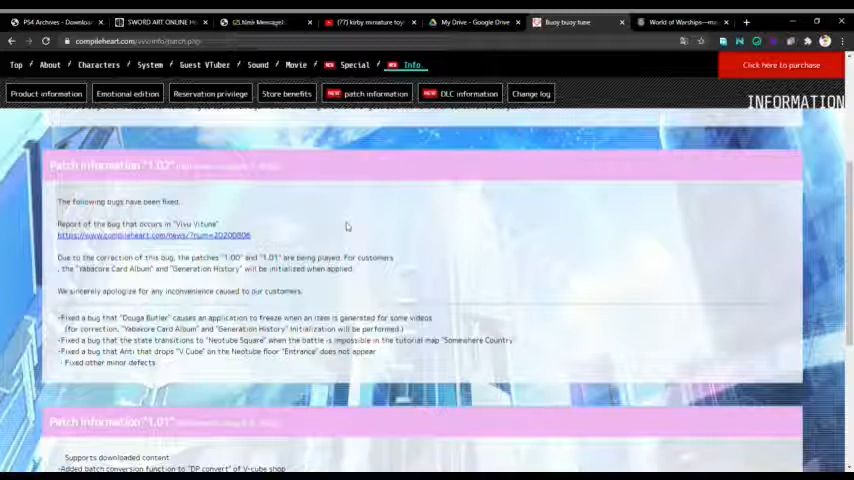 PS4 Archives - Downloa
SWORD ART ONLINE H
(77) kirby miniature toy
My Drive - Google Drive
Buoy buoy tune
World of Warships—m
compileheart.com/vvv/info/patch.php
Top / About / Characters / System / Guest VTuber / Sound / Movie / NEW Special / NEW Info.
Click here to purchase
Product information
Emotional edition
Reservation privilege
Store benefits
NEW patch information
NEW DLC information
Change log
INFORMATION
Patch information "1.02"
The following bugs have been fixed.
Report of the bug that occurs in "Vivu Vitune"
https://www.compileheart.com/news/?num=20200806
Due to the correction of this bug, the patches "1.00" and "1.01" are being played. For customers
, the "Yabacore Card Album" and "Generation History" will be initialized when applied.
We sincerely apologize for any inconvenience caused to our customers.
-Fixed a bug that "Douga Butler" causes an application to freeze when an item is generated for some videos
(for correction, "Yabacore Card Album" and "Generation History" Initialization will be performed.)
-Fixed a bug that the state transitions to "Neotube Square" when the battle is impossible in the tutorial map "Somewhere Country
-Fixed a bug that Anti that drops "V Cube" on the Neotube floor "Entrance" does not appear
· Fixed other minor defects
Patch information "1.01"
Supports downloaded content
-Added batch conversion function to "DP convert" of V-cube shop